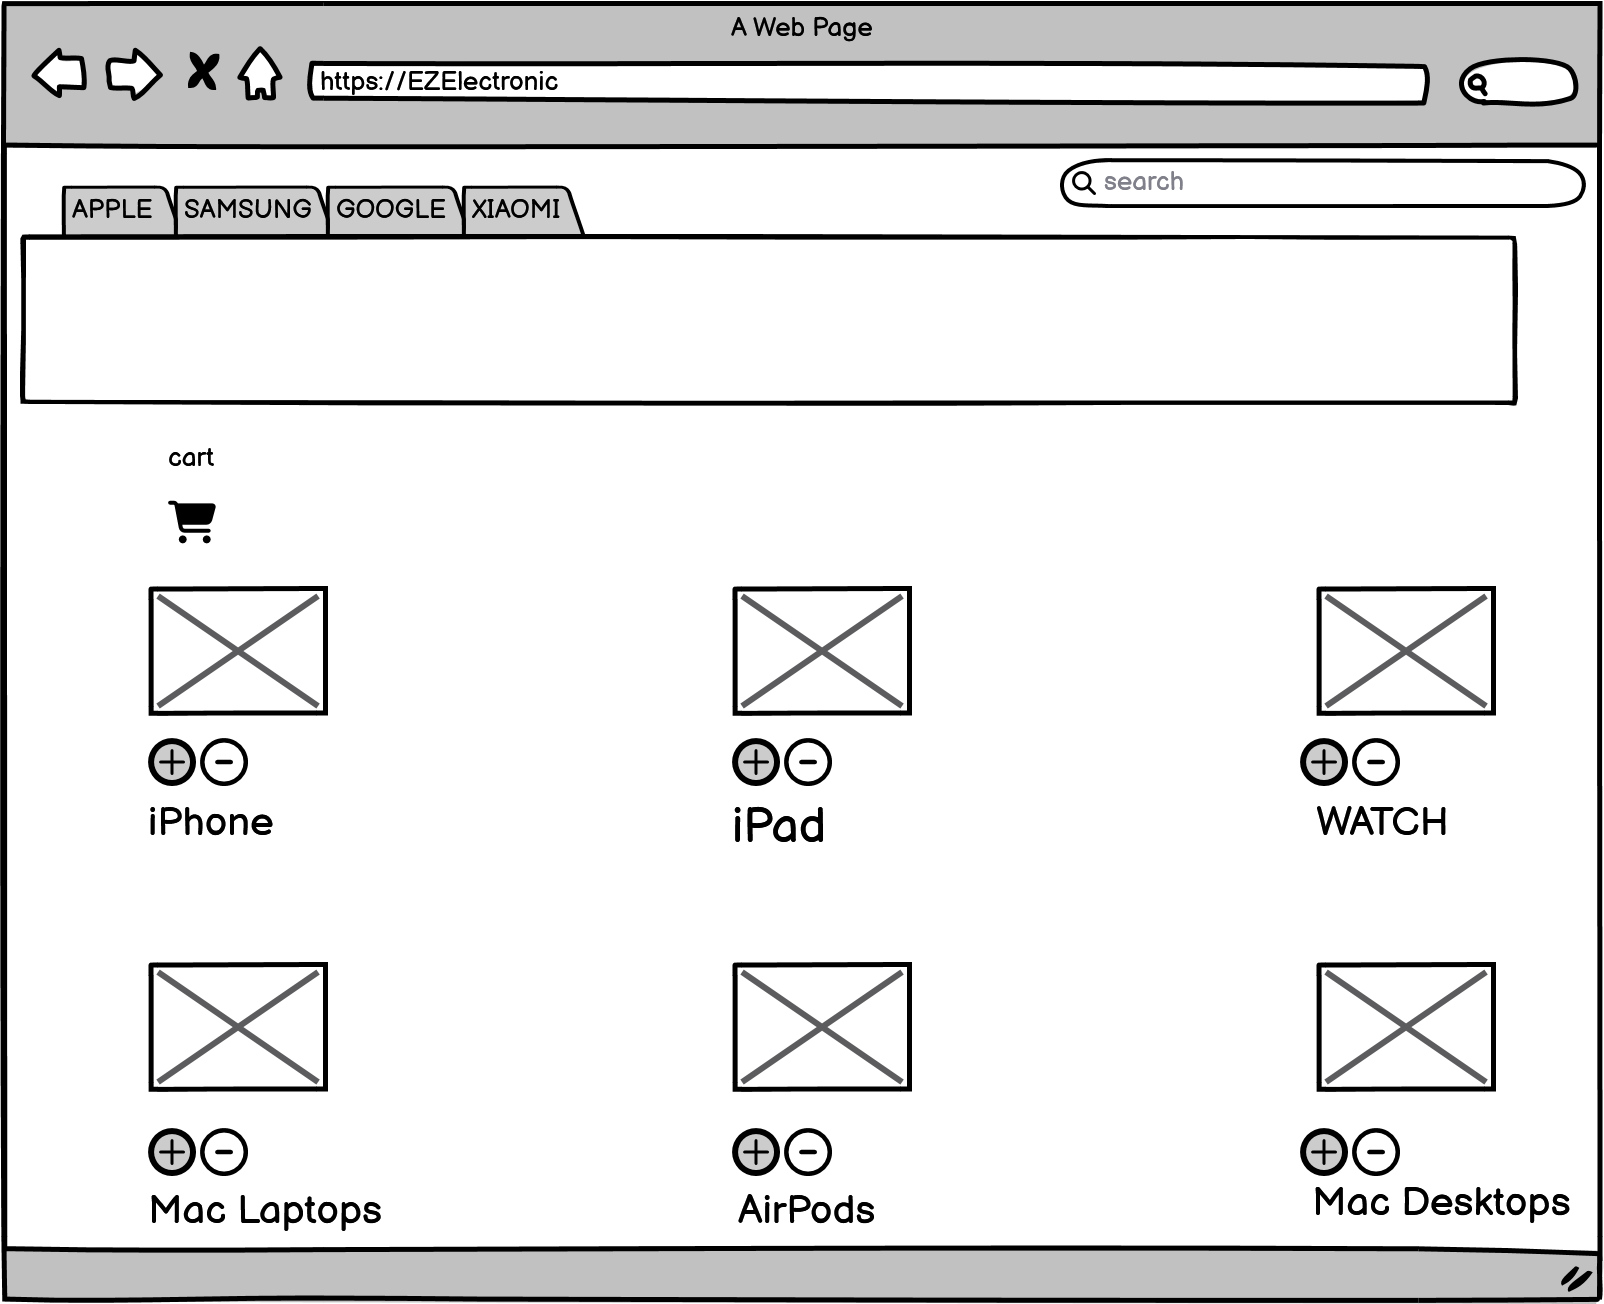 A Web Page
https://EZElectronic
search
APPLE SAMSUNG GOOGLE XIAOMI
cart
iPhone iPad WATCH
Mac Laptops AirPods Mac Desktops